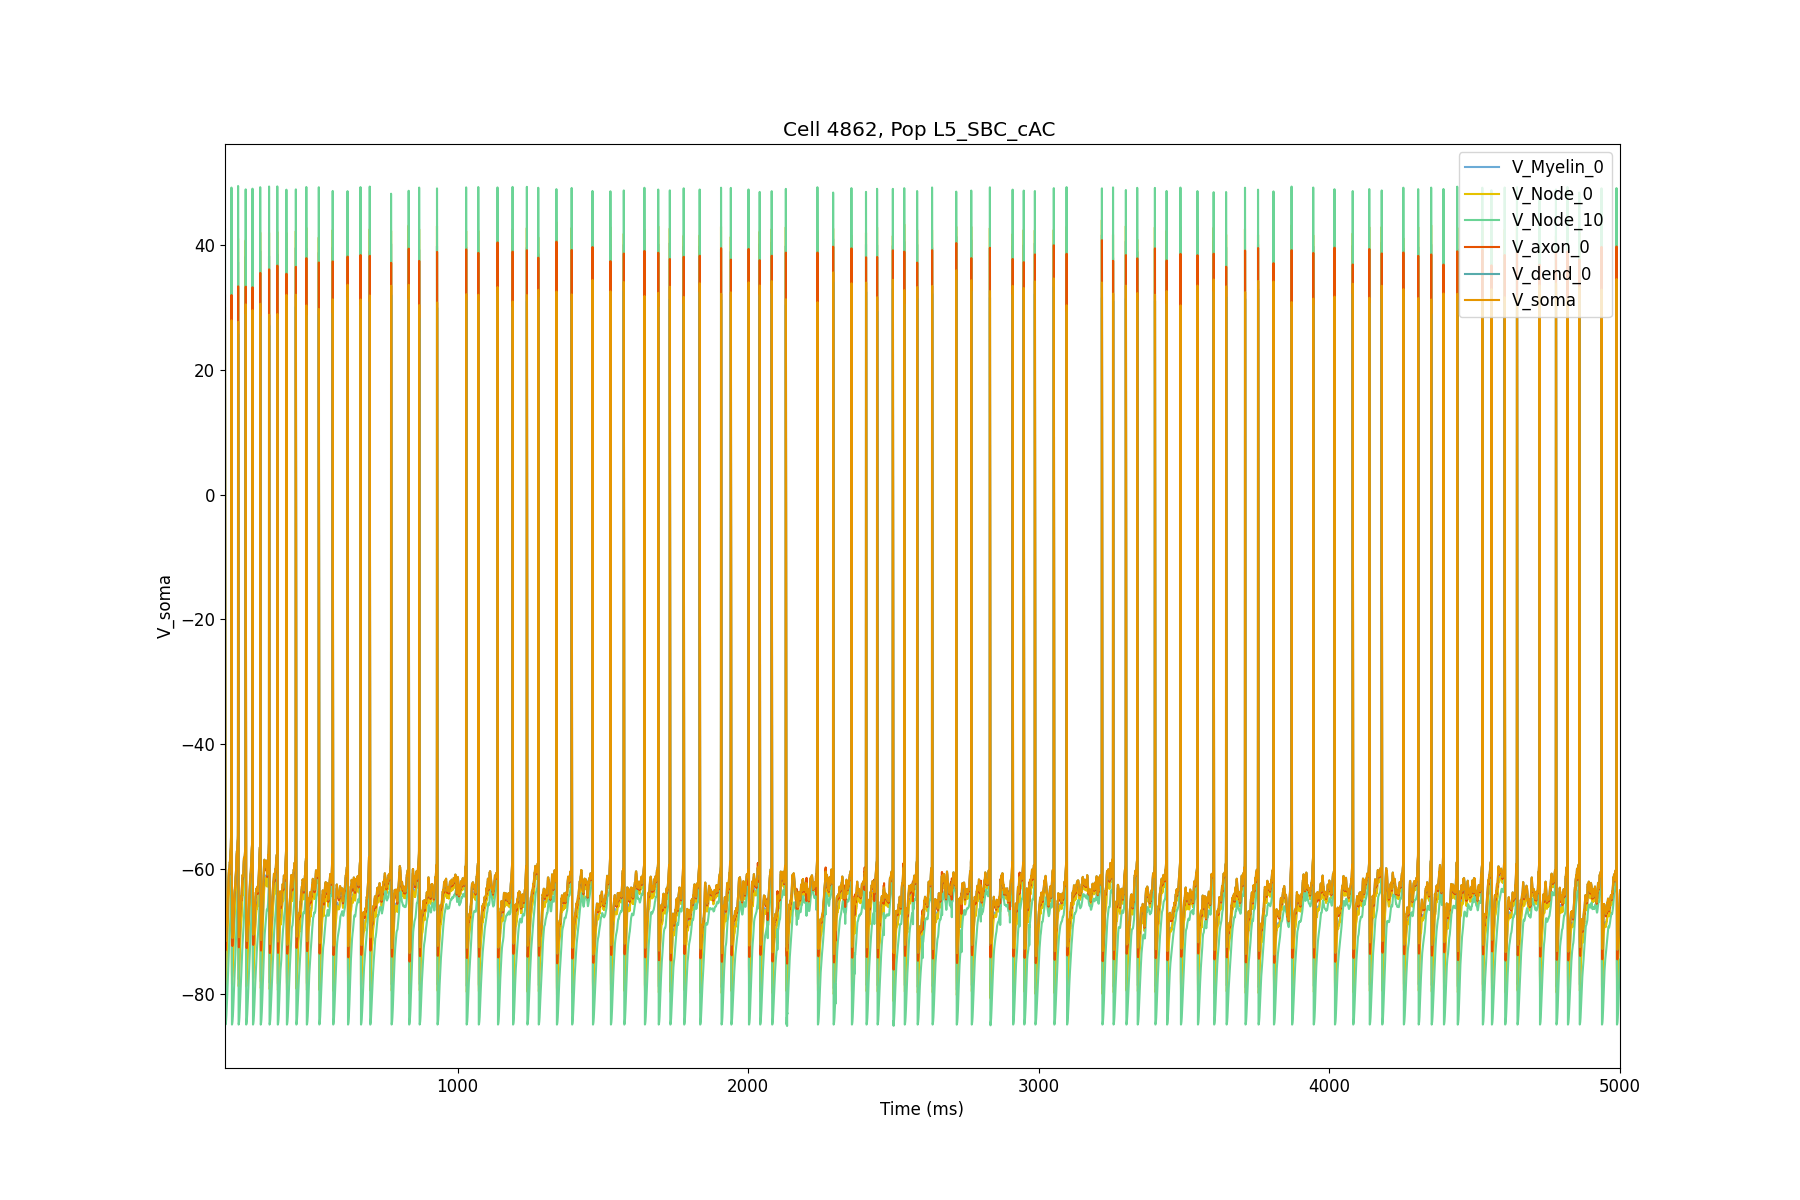 Cell 4862, Pop L5_SBC_cAC
V_Myelin_0
V_Node_0
V_Node_10
V_axon_0
V_dend_0
V_soma
40
20
0
−20
−40
−60
−80
V_soma
1000
2000
3000
4000
5000
Time (ms)